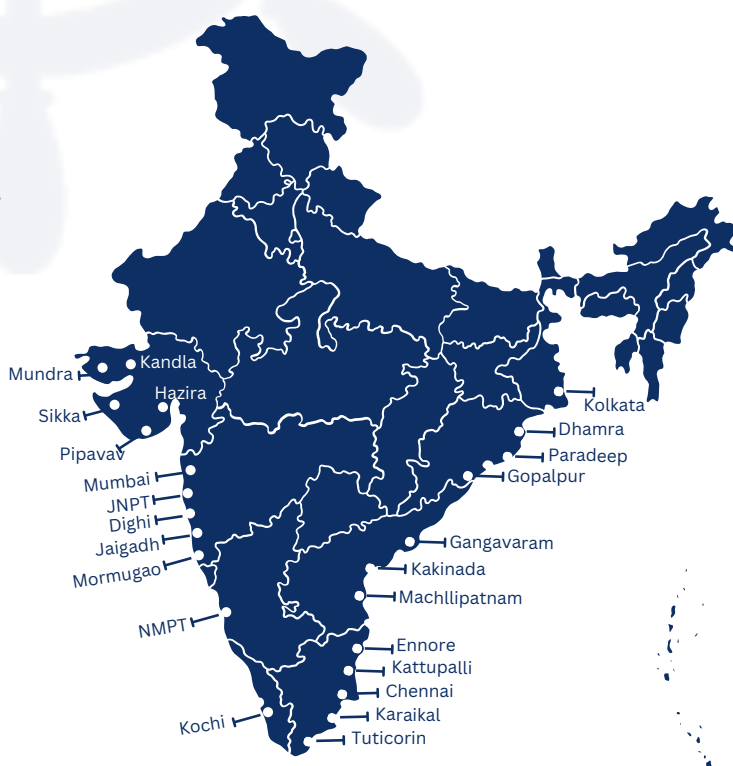 Kandla
Mundra
Hazira
Sikka
Pipavav
Mumbai
JNPT
Dighi
Jaigadh
Mormugao
NMPT
Kochi
Kolkata
Dhamra
Paradeep
Gopalpur
Gangavaram
Kakinada
Machllipatnam
Ennore
Kattupalli
Chennai
Karaikal
Tuticorin